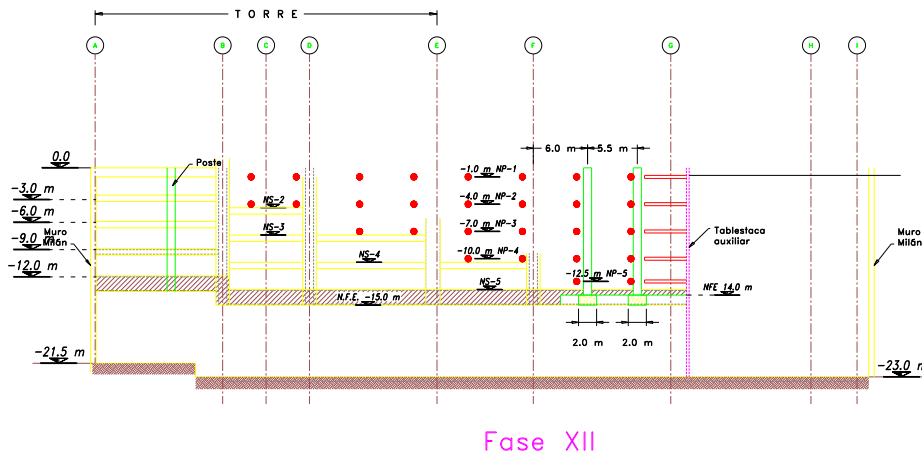 TORRE
A B C D E F G H I
6.0 m 5.5 m
0.0
Poste
-1.0 m NP-1
-3.0 m
NS-2
-4.0 m NP-2
-6.0 m
NS-3
-7.0 m NP-3
Muro
Milán
Tablestaca
auxiliar
Muro
Milán
-9.0 m
NS-4
-10.0 m NP-4
-12.0 m
-12.5 m NP-5
NS-5
NFE 14.0 m
N.F.E. -15.0 m
2.0 m 2.0 m
-21.5 m
-23.0 m
Fase XII